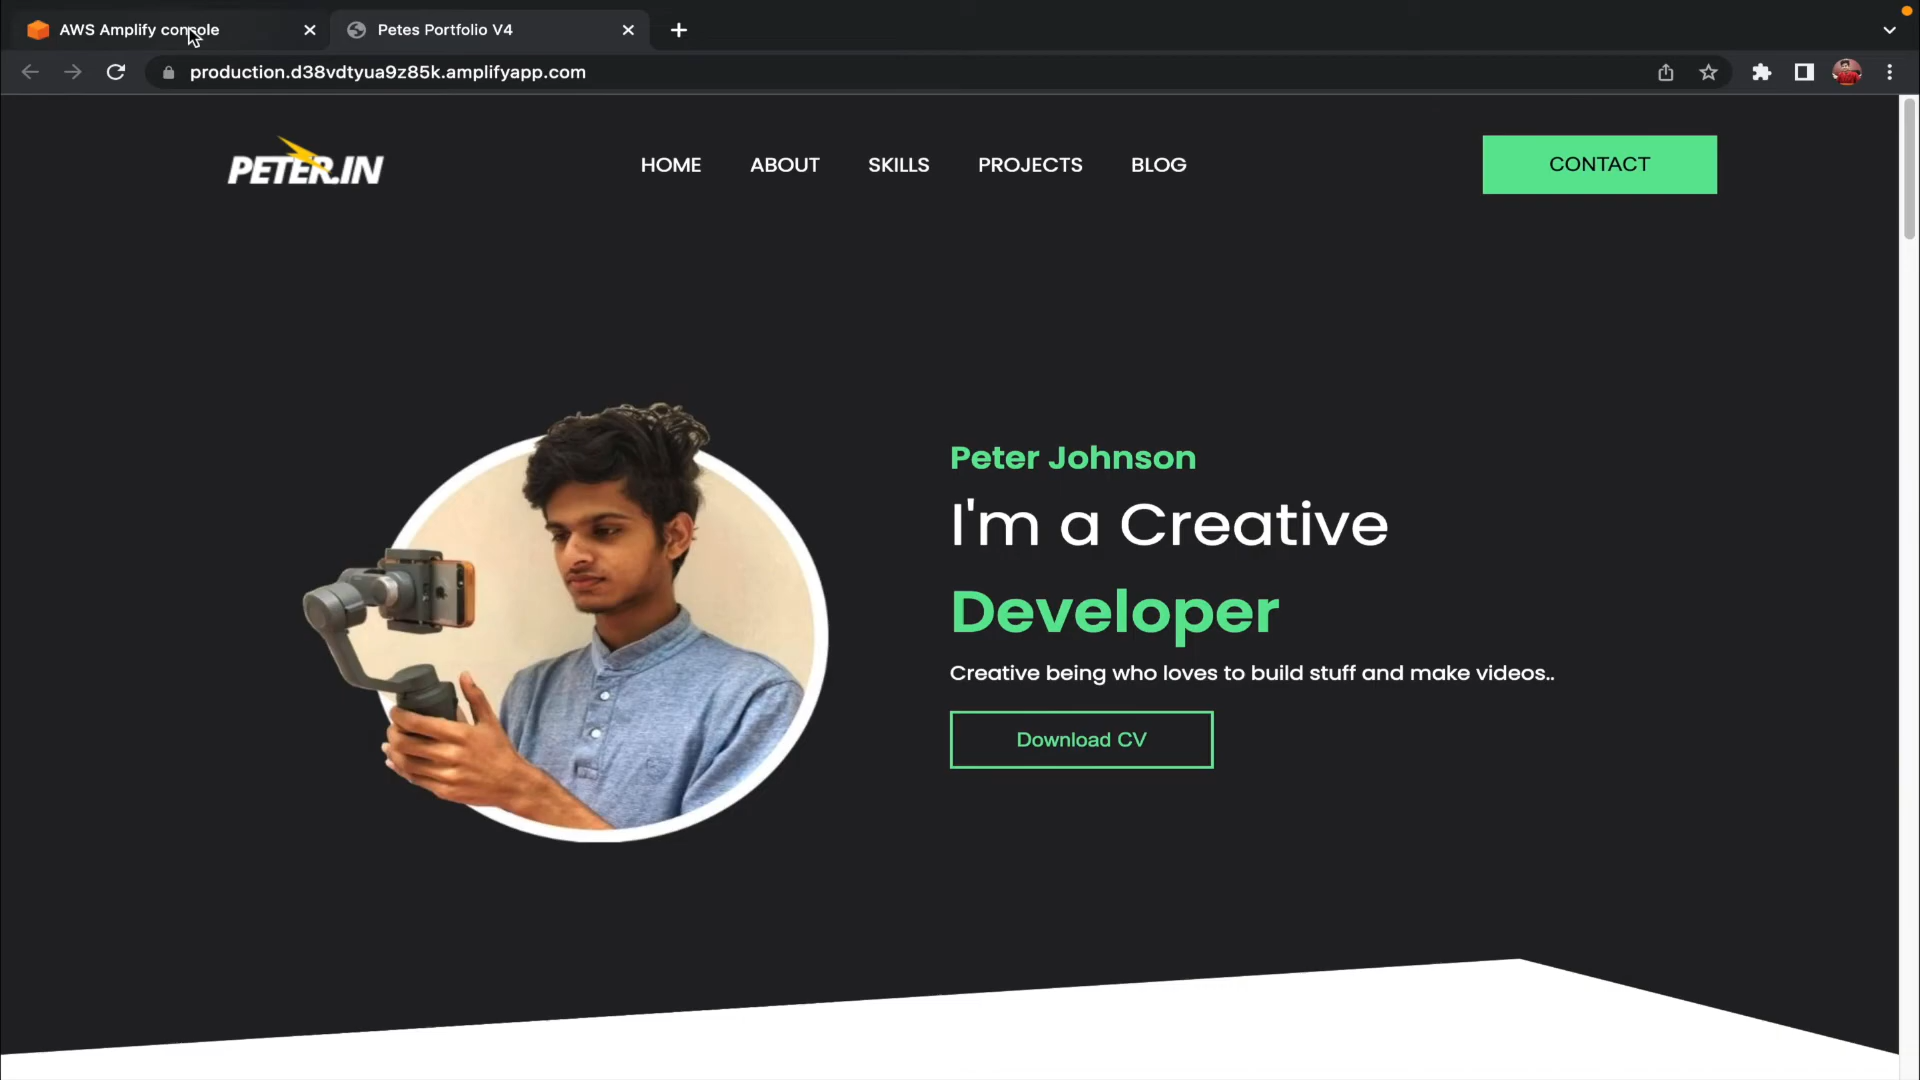 AWS Amplify console
Petes Portfolio V4
production.d38vdtyua9z85k.amplifyapp.com
PETER.IN
HOME
ABOUT
SKILLS
PROJECTS
BLOG
CONTACT
Peter Johnson
I'm a Creative
Developer
Creative being who loves to build stuff and make videos..
Download CV